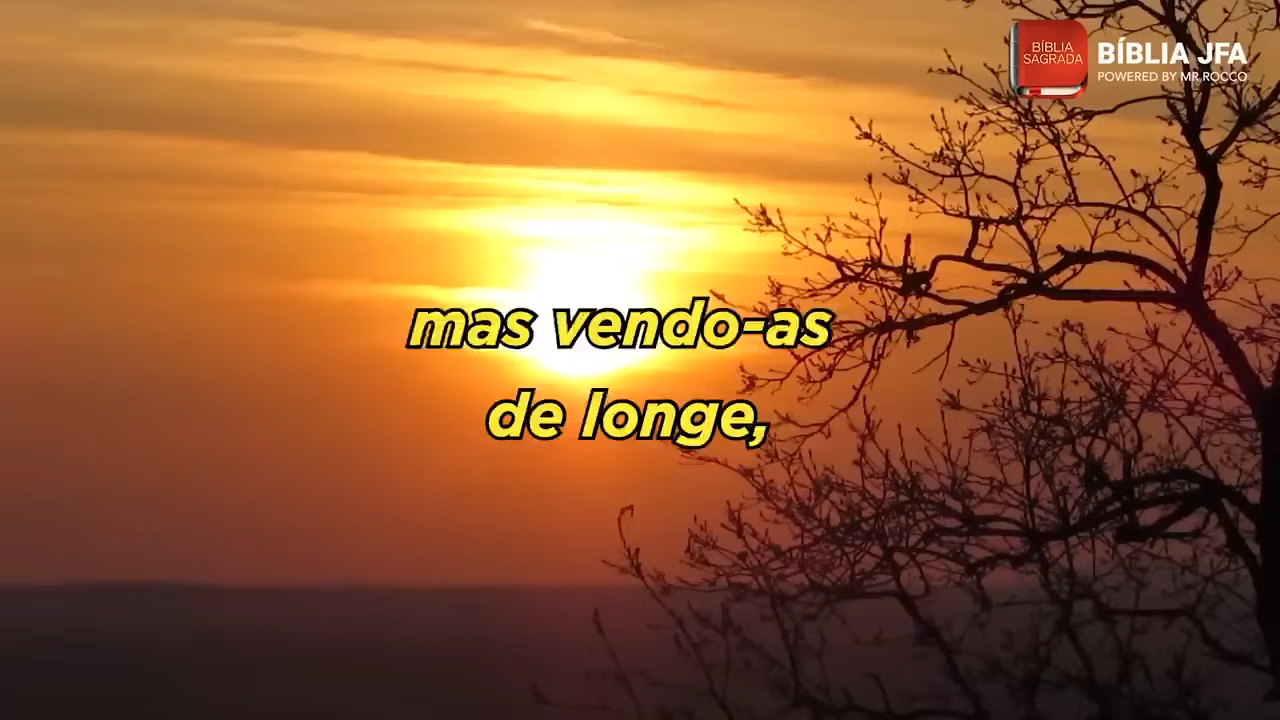 BÍBLIA
SAGRADA
BÍBLIA JFA
POWERED BY MR ROCCO
mas vendo-as
de longe,